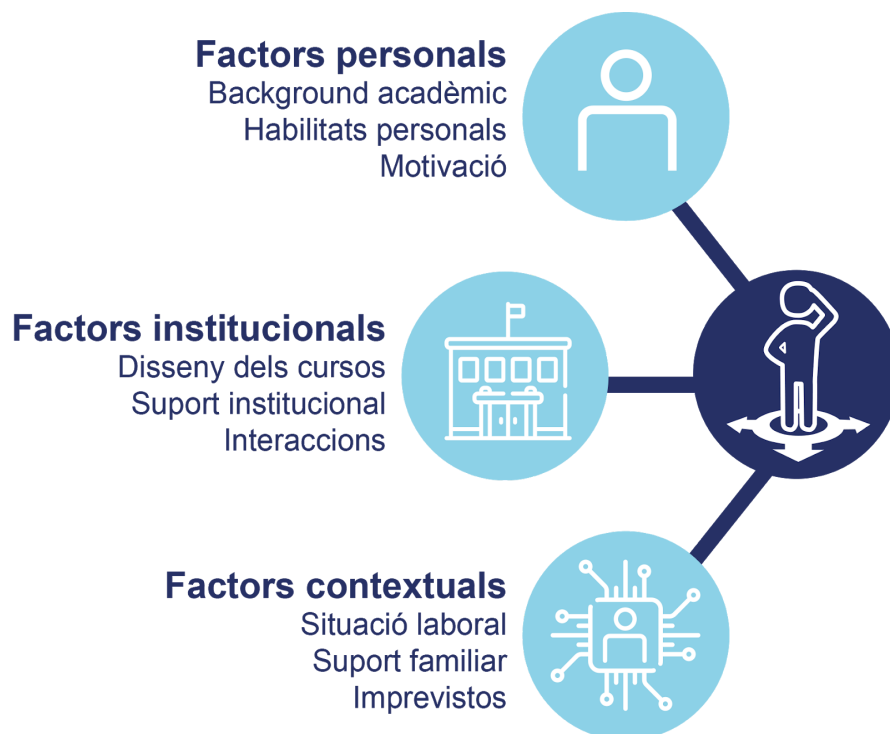 Factors personals
Background acadèmic
Habilitats personals
Motivació
Factors institucionals
Disseny dels cursos
Suport institucional
Interaccions
Factors contextuals
Situació laboral
Suport familiar
Imprevistos